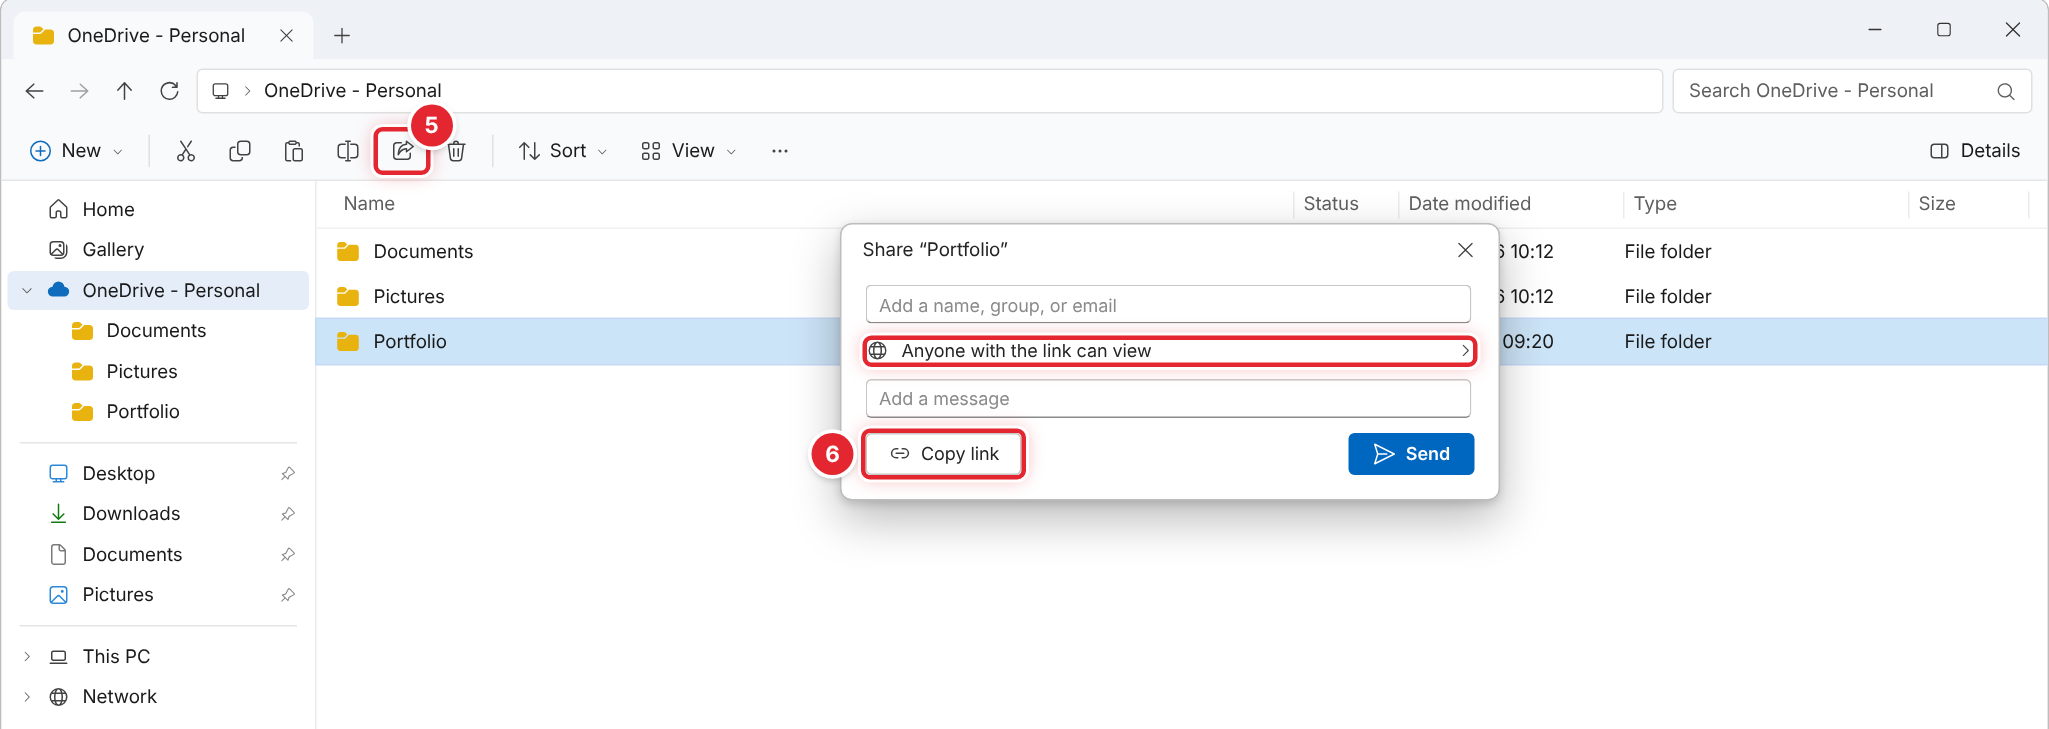 OneDrive - Personal
OneDrive - Personal
Search OneDrive - Personal
5
New
Sort
View
Details
Home
Gallery
OneDrive - Personal
Documents
Pictures
Portfolio
Desktop
Downloads
Documents
Pictures
This PC
Network
Name Status Date modified Type Size
Documents 6 10:12 File folder
Pictures 6 10:12 File folder
Portfolio 09:20 File folder
Share “Portfolio”
Add a name, group, or email
Anyone with the link can view
Add a message
6
Copy link
Send